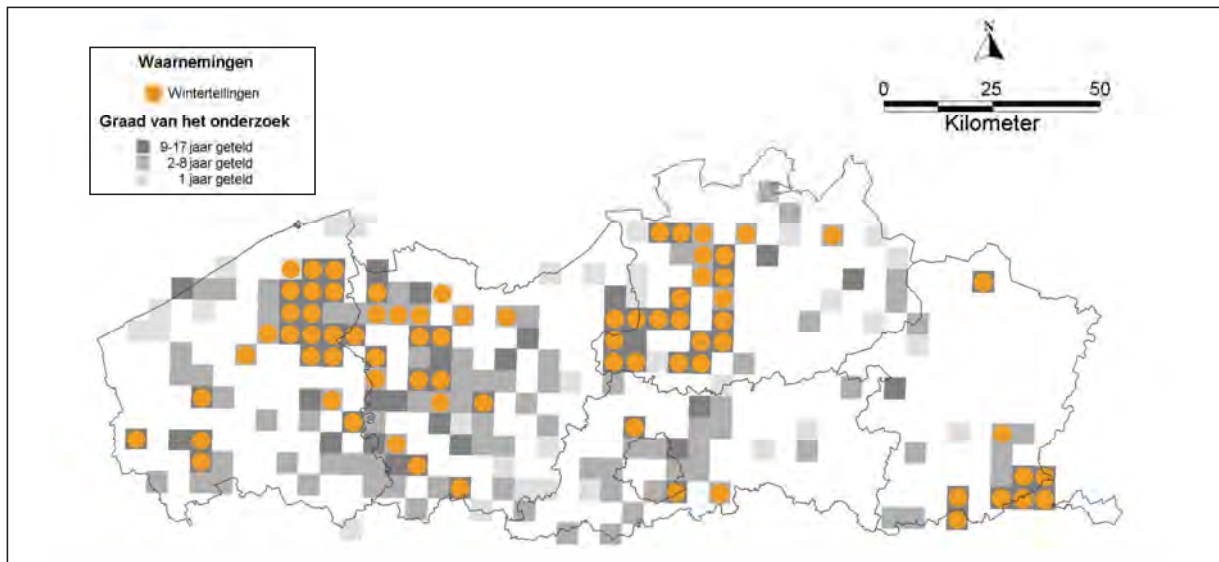 Waarnemingen
Wintertellingen
Graad van het onderzoek
9-17 jaar geteld
2-8 jaar geteld
1 jaar geteld
N
0 25 50
Kilometer